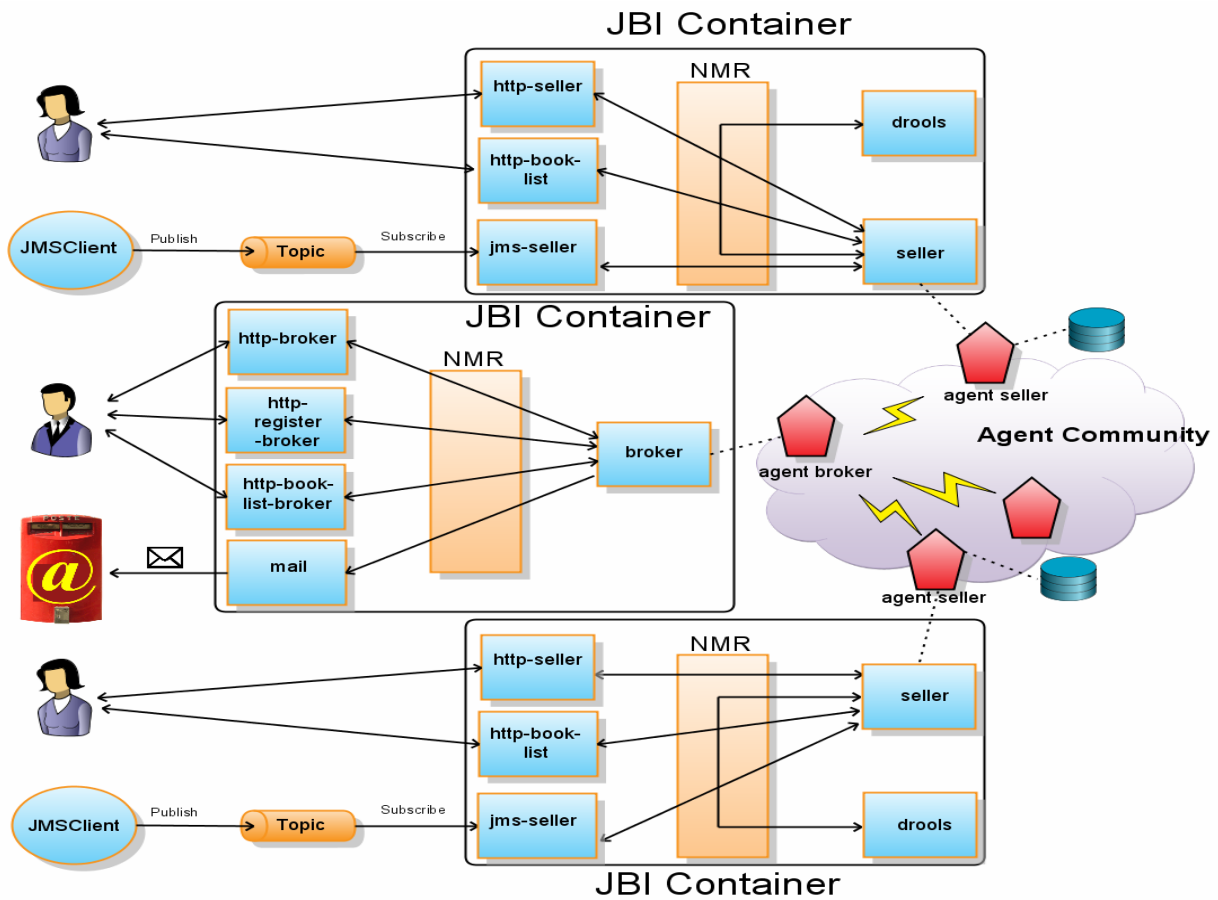 JBI Container
NMR
http-seller
drools
http-book-
list
JMSClient
Publish
Topic
Subscribe
jms-seller
seller
JBI Container
NMR
http-broker
http-
register
-broker
http-book-
list-broker
mail
broker
agent seller
Agent Community
agent broker
agent seller
POSTE
@
NMR
http-seller
seller
http-book-
list
JMSClient
Publish
Topic
Subscribe
jms-seller
drools
JBI Container